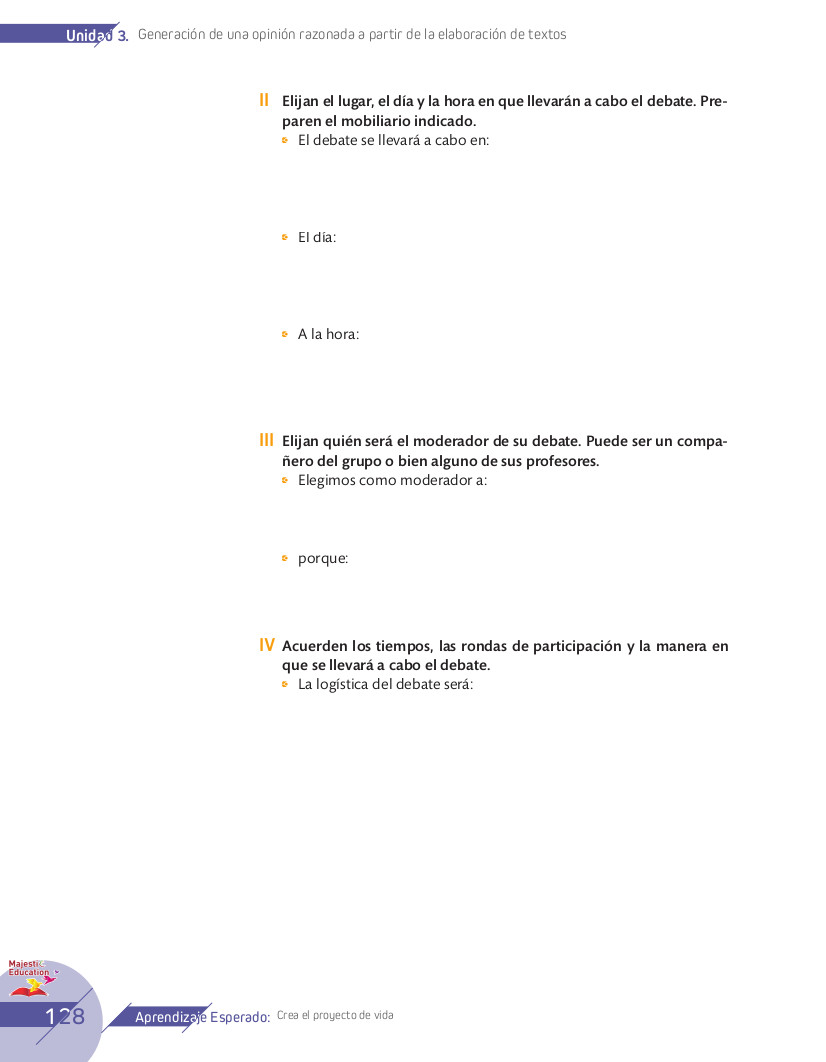 Unidad 3. Generación de una opinión razonada a partir de la elaboración de textos
II Elijan el lugar, el día y la hora en que llevarán a cabo el debate. Pre-
paren el mobiliario indicado.
El debate se llevará a cabo en:
El día:
A la hora:
III Elijan quién será el moderador de su debate. Puede ser un compa-
ñero del grupo o bien alguno de sus profesores.
Elegimos como moderador a:
porque:
IV Acuerden los tiempos, las rondas de participación y la manera en
que se llevará a cabo el debate.
La logística del debate será:
Majestic
Education
128
Aprendizaje Esperado: Crea el proyecto de vida